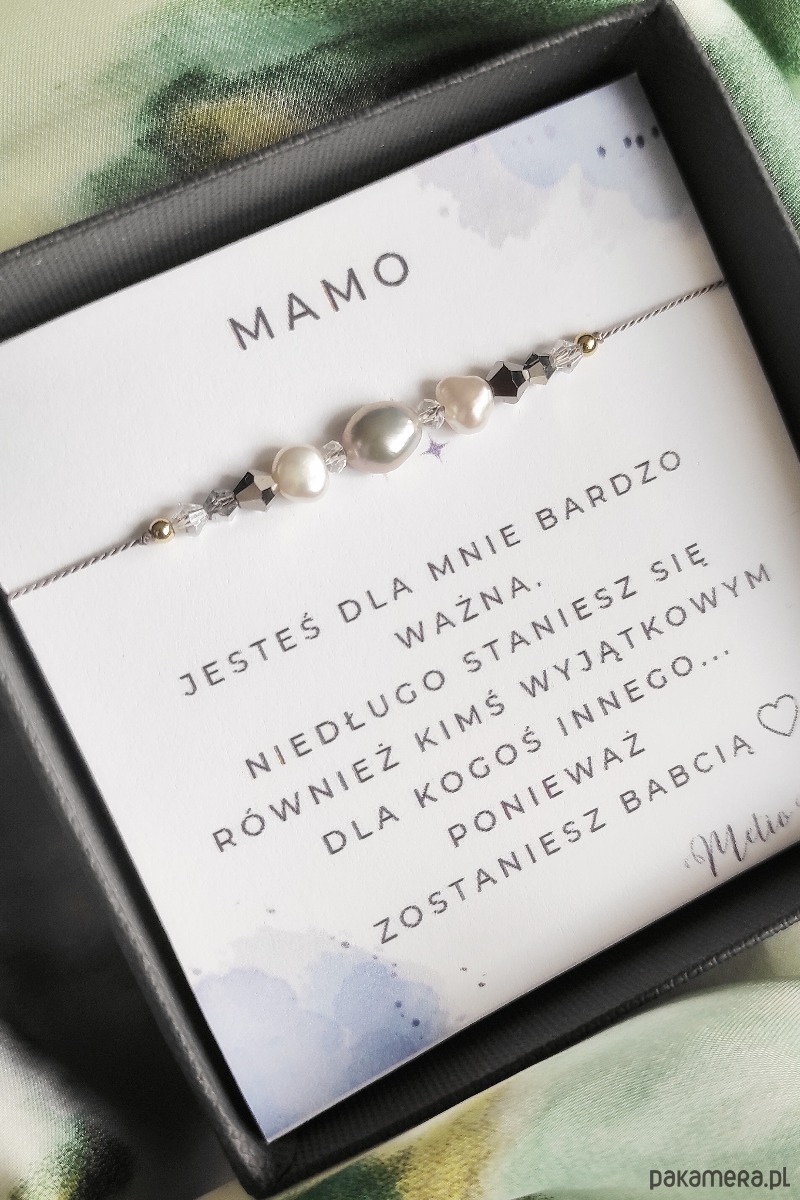 MAMO
JESTEŚ DLA MNIE BARDZO
WAŻNA.
NIEDŁUGO STANIESZ SIĘ
RÓWNIEŻ KIMŚ WYJĄTKOWYM
DLA KOGOŚ INNEGO...
PONIEWAŻ
ZOSTANIESZ BABCIĄ ♡
Melio
pakamera.pl